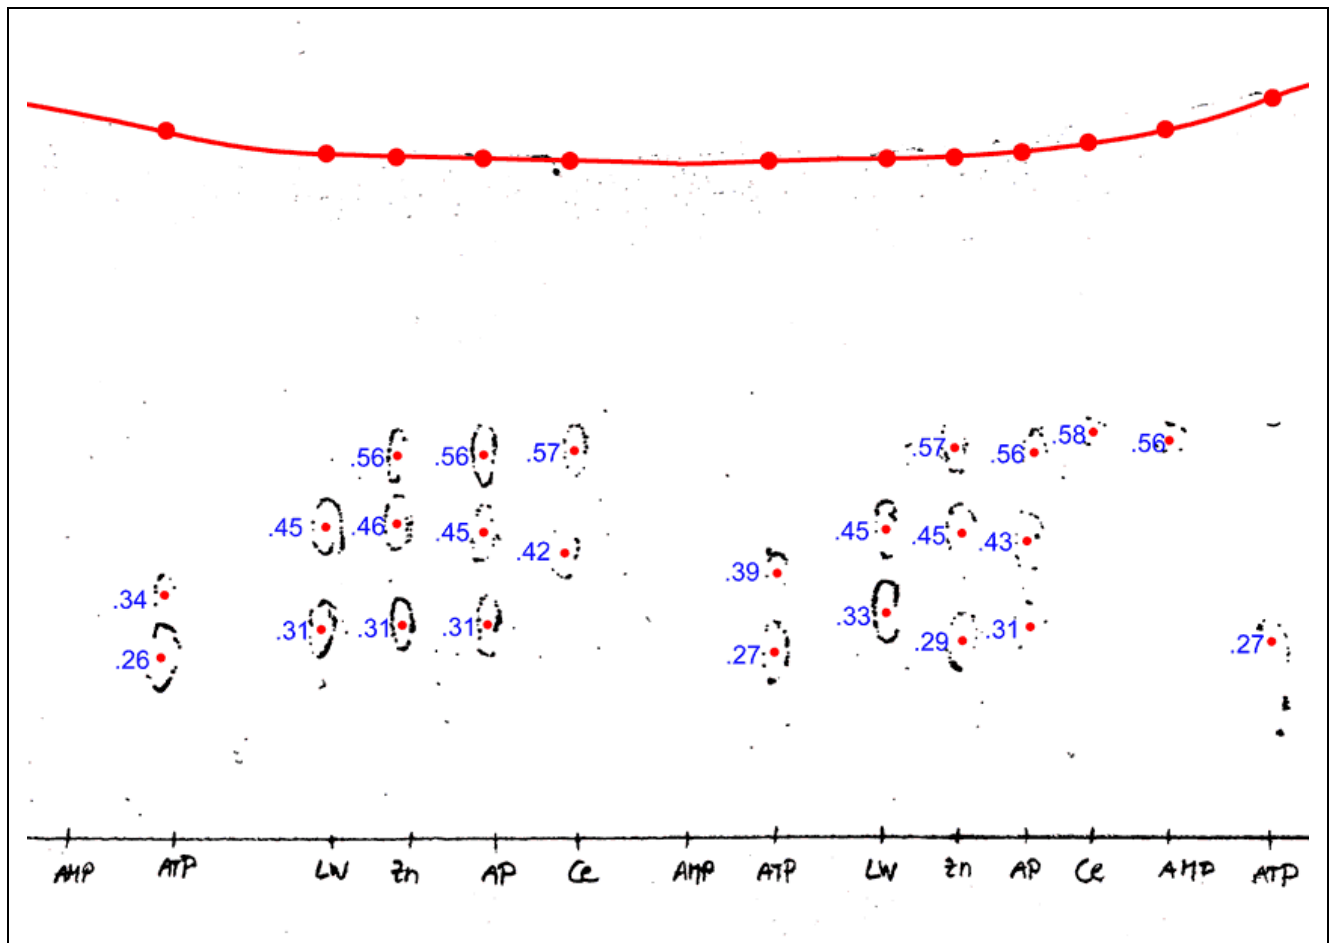 .56 .56 .57 .57 .56 .58 .56
.45 .46 .45 .42 .45 .45 .43
.34 .39
.31 .31 .31 .33 .29 .31
.26 .27 .27
AMP ATP LW Zn AP Ce AMP ATP LW Zn AP Ce AMP ATP